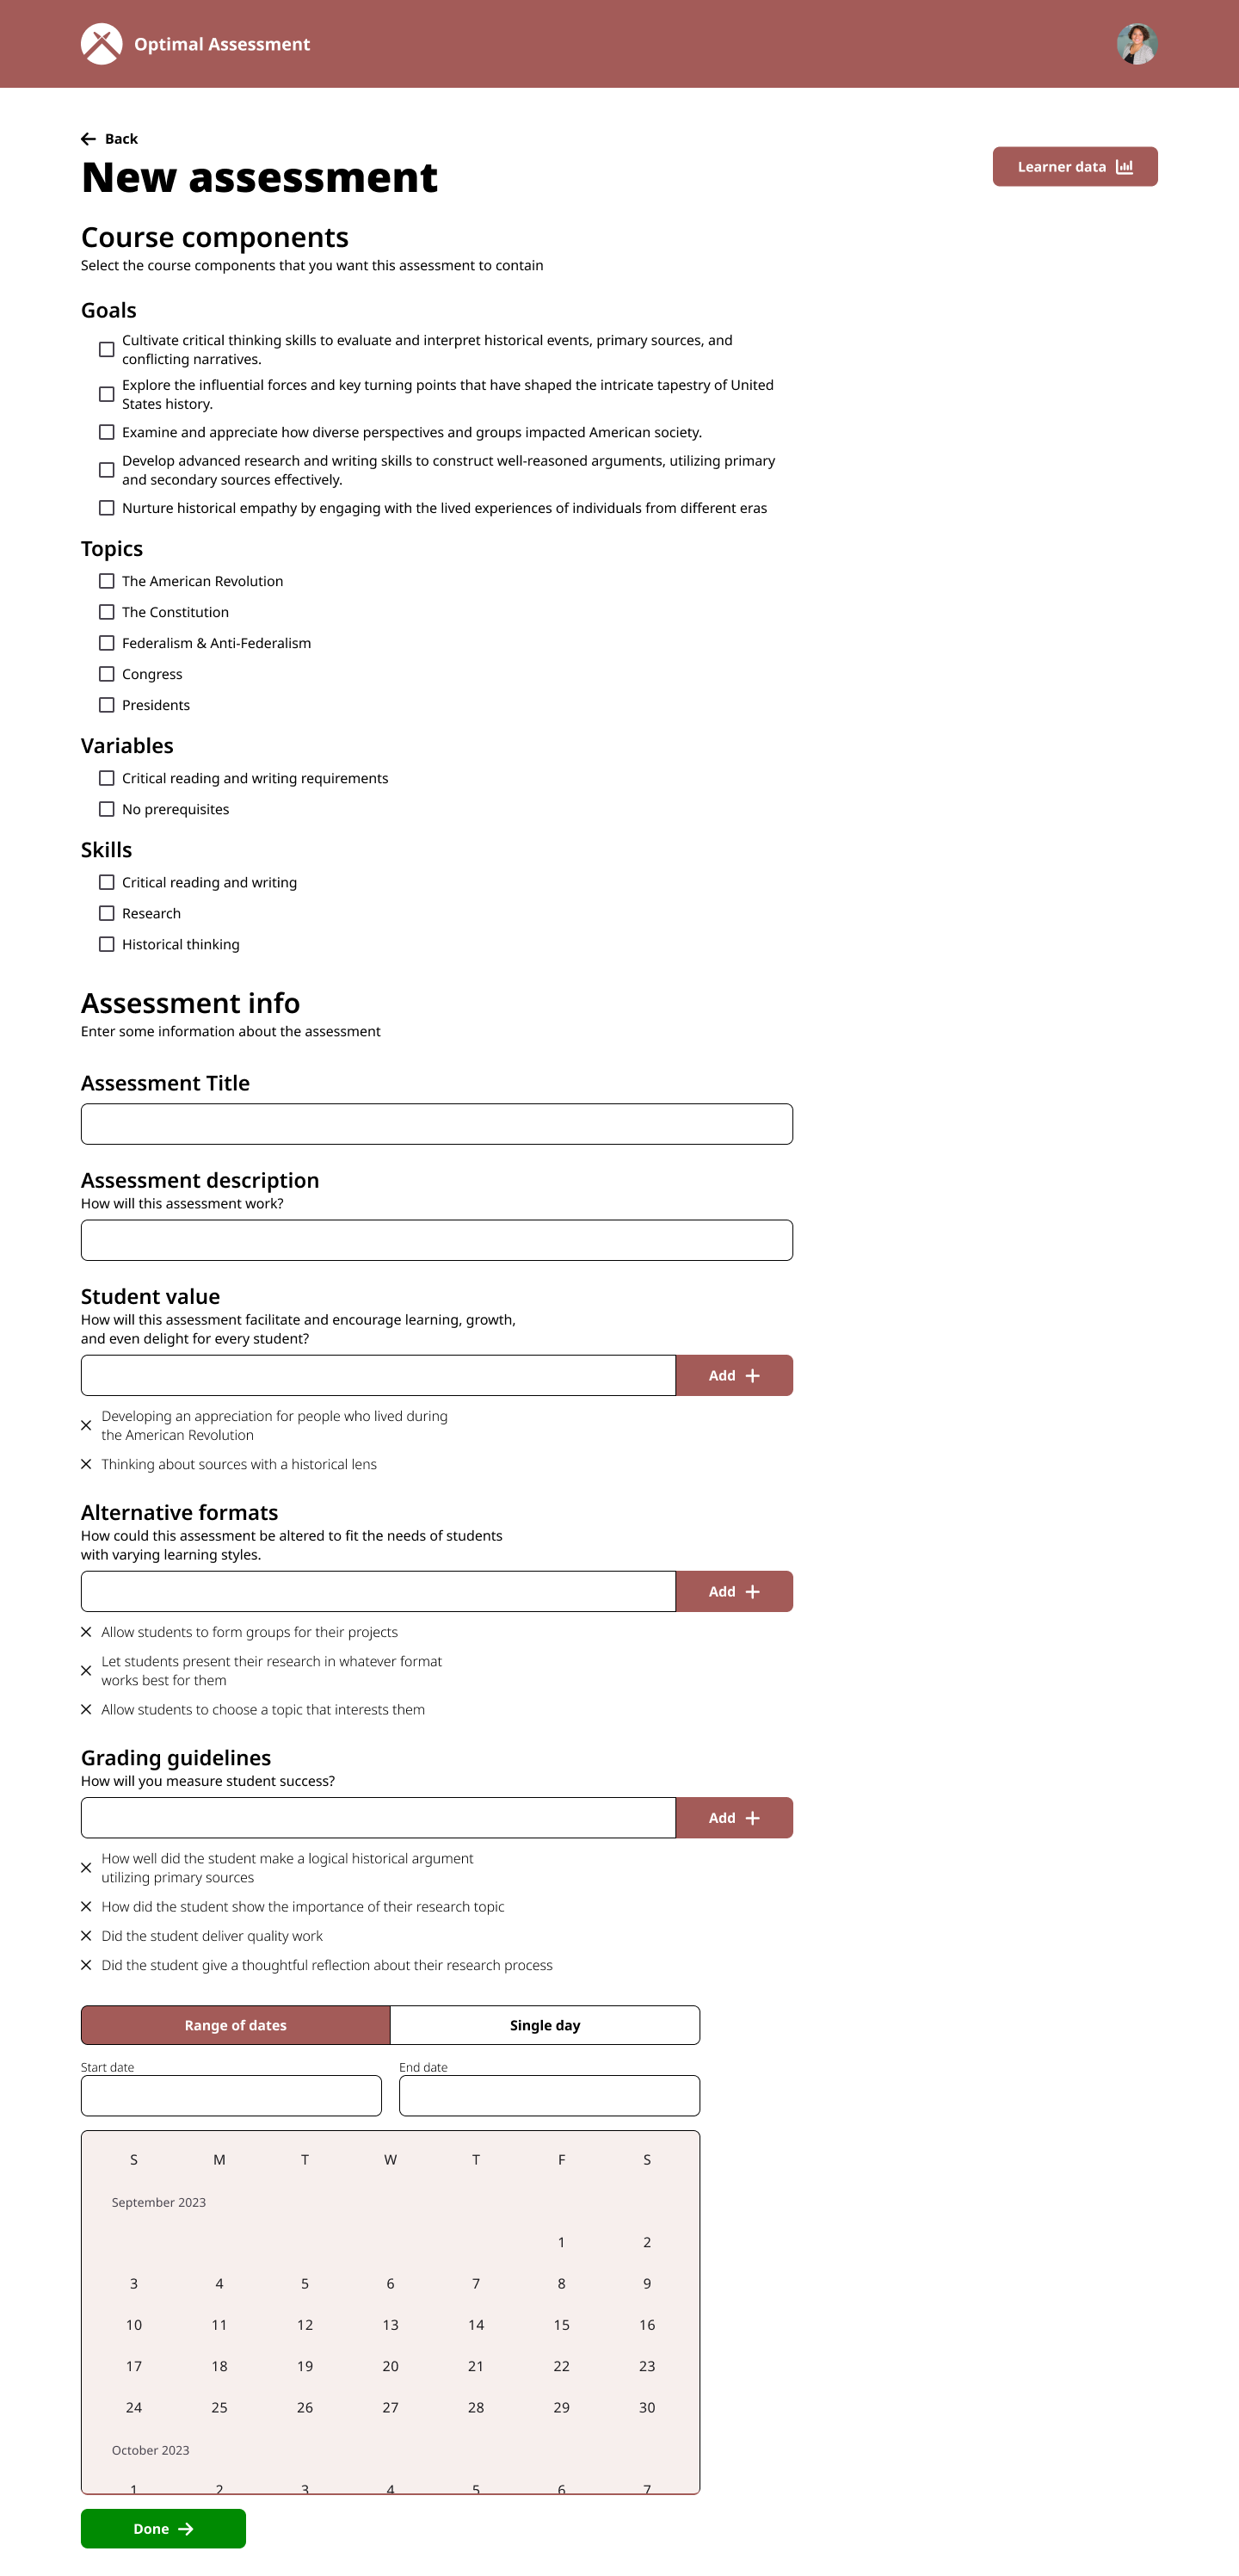 Optimal Assessment
Back
New assessment
Learner data
Course components
Select the course components that you want this assessment to contain
Goals
Cultivate critical thinking skills to evaluate and interpret historical events, primary sources, and
conflicting narratives.
Explore the influential forces and key turning points that have shaped the intricate tapestry of United
States history.
Examine and appreciate how diverse perspectives and groups impacted American society.
Develop advanced research and writing skills to construct well-reasoned arguments, utilizing primary
and secondary sources effectively.
Nurture historical empathy by engaging with the lived experiences of individuals from different eras
Topics
The American Revolution
The Constitution
Federalism & Anti-Federalism
Congress
Presidents
Variables
Critical reading and writing requirements
No prerequisites
Skills
Critical reading and writing
Research
Historical thinking
Assessment info
Enter some information about the assessment
Assessment Title
Assessment description
How will this assessment work?
Student value
How will this assessment facilitate and encourage learning, growth,
and even delight for every student?
Add
Developing an appreciation for people who lived during
the American Revolution
Thinking about sources with a historical lens
Alternative formats
How could this assessment be altered to fit the needs of students
with varying learning styles.
Add
Allow students to form groups for their projects
Let students present their research in whatever format
works best for them
Allow students to choose a topic that interests them
Grading guidelines
How will you measure student success?
Add
How well did the student make a logical historical argument
utilizing primary sources
How did the student show the importance of their research topic
Did the student deliver quality work
Did the student give a thoughtful reflection about their research process
Range of dates Single day
Start date End date
S M T W T F S
September 2023
1 2
3 4 5 6 7 8 9
10 11 12 13 14 15 16
17 18 19 20 21 22 23
24 25 26 27 28 29 30
October 2023
1 2 3 4 5 6 7
Done